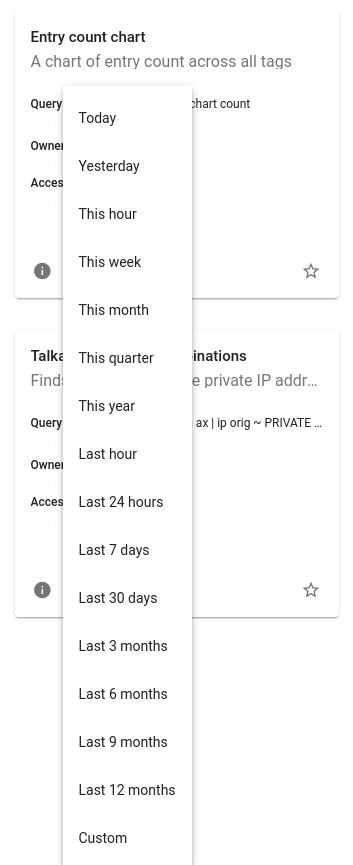 Entry count chart
A chart of entry count across all tags
Query chart count
Owner
Acces
Today
Yesterday
This hour
This week
This month
This quarter
This year
Last hour
Last 24 hours
Last 7 days
Last 30 days
Last 3 months
Last 6 months
Last 9 months
Last 12 months
Custom
Talka inations
Finds e private IP addr…
Query ax | ip orig ~ PRIVATE …
Owner
Acces